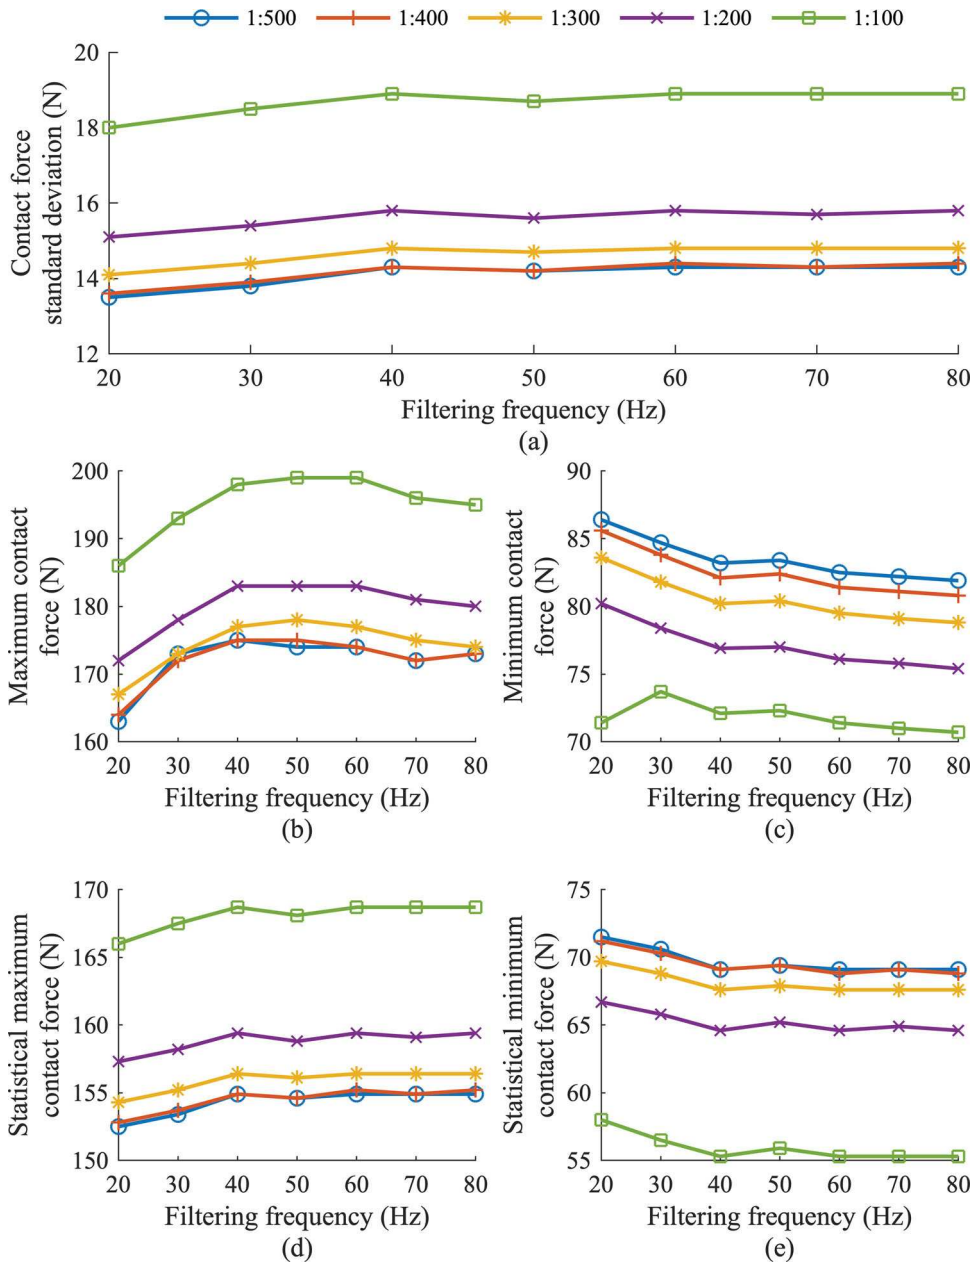 1:500 1:400 1:300 1:200 1:100
20
18
16
14
12
Contact force
standard deviation (N)
20 30 40 50 60 70 80
Filtering frequency (Hz)
(a)
200
190
180
170
160
Maximum contact
force (N)
20 30 40 50 60 70 80
Filtering frequency (Hz)
(b)
90
85
80
75
70
Minimum contact
force (N)
20 30 40 50 60 70 80
Filtering frequency (Hz)
(c)
170
165
160
155
150
Statistical maximum
contact force (N)
20 30 40 50 60 70 80
Filtering frequency (Hz)
(d)
75
70
65
60
55
Statistical minimum
contact force (N)
20 30 40 50 60 70 80
Filtering frequency (Hz)
(e)